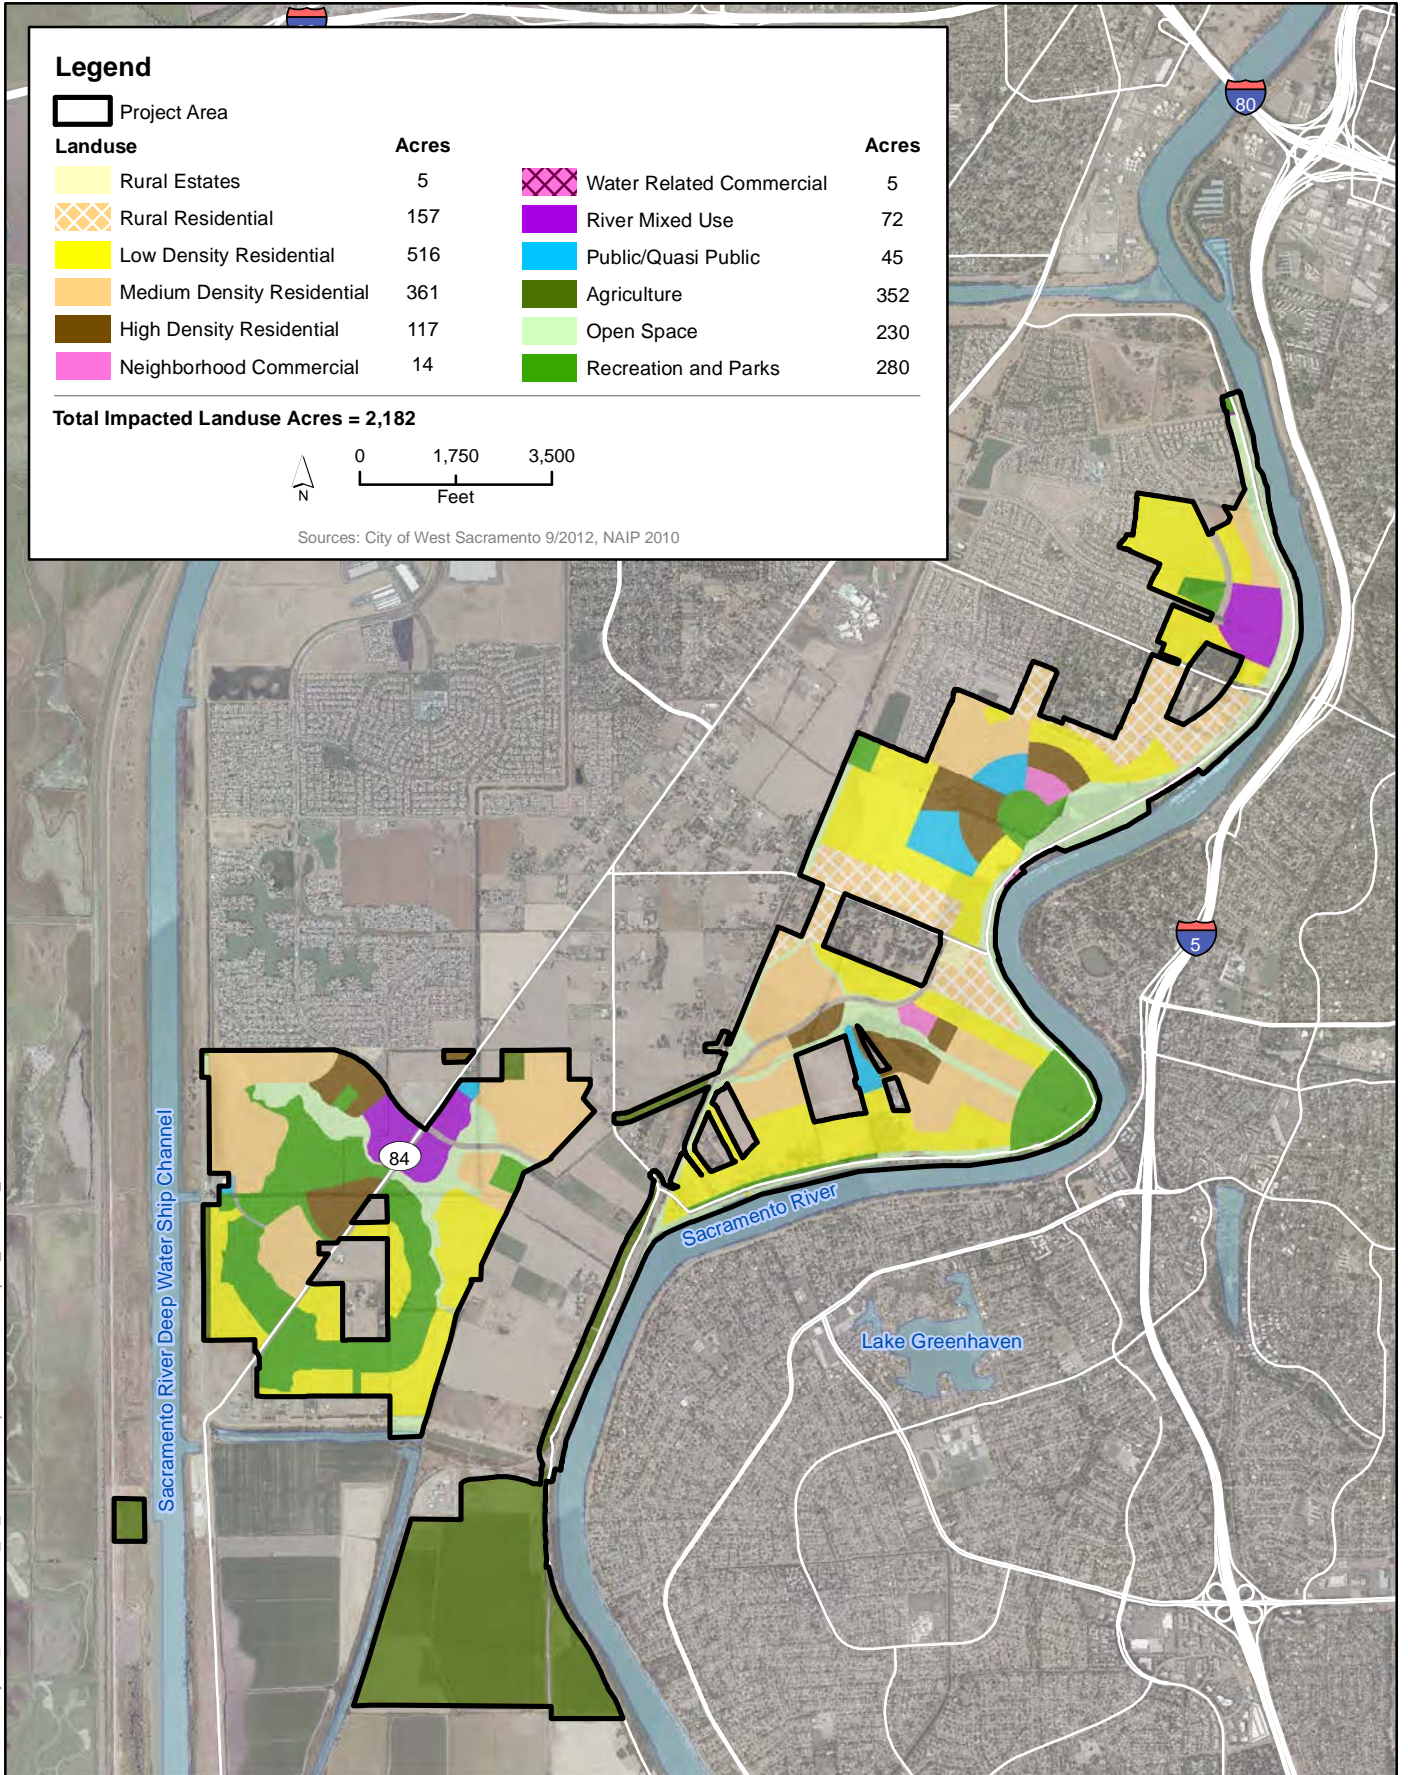 Legend
Project Area
Landuse Acres Acres
Rural Estates 5 Water Related Commercial 5
Rural Residential 157 River Mixed Use 72
Low Density Residential 516 Public/Quasi Public 45
Medium Density Residential 361 Agriculture 352
High Density Residential 117 Open Space 230
Neighborhood Commercial 14 Recreation and Parks 280
Total Impacted Landuse Acres = 2,182
0 1,750 3,500
Feet
N
Sources: City of West Sacramento 9/2012, NAIP 2010
80
5
84
Sacramento River Deep Water Ship Channel
Sacramento River
Lake Greenhaven